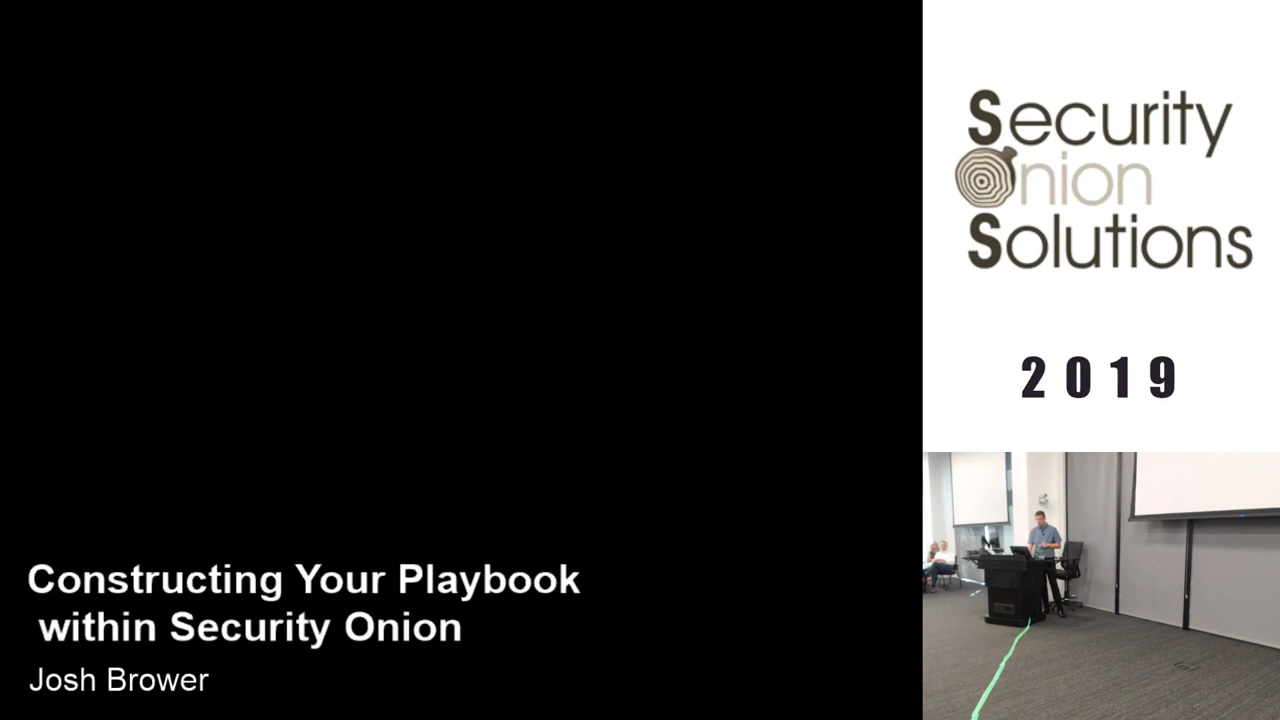 Security
Onion
Solutions
2019
Constructing Your Playbook
within Security Onion
Josh Brower